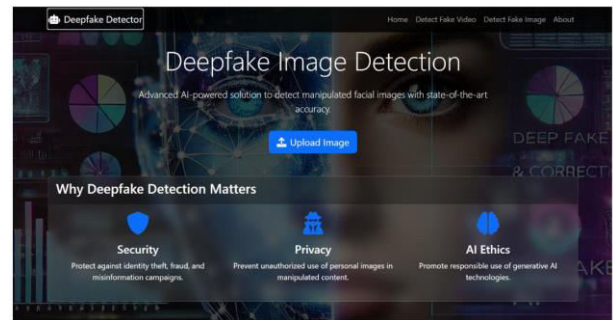 Deepfake Detector
Home Detect Fake Video Detect Fake Image About
Deepfake Image Detection
Advanced AI-powered solution to detect manipulated facial images with state-of-the-art
accuracy.
Upload Image
DEEP FAKE
& CORRECT
Why Deepfake Detection Matters
Security
Protect against identity theft, fraud, and
misinformation campaigns.
Privacy
Prevent unauthorized use of personal images in
manipulated content.
AI Ethics
Promote responsible use of generative AI
technologies.